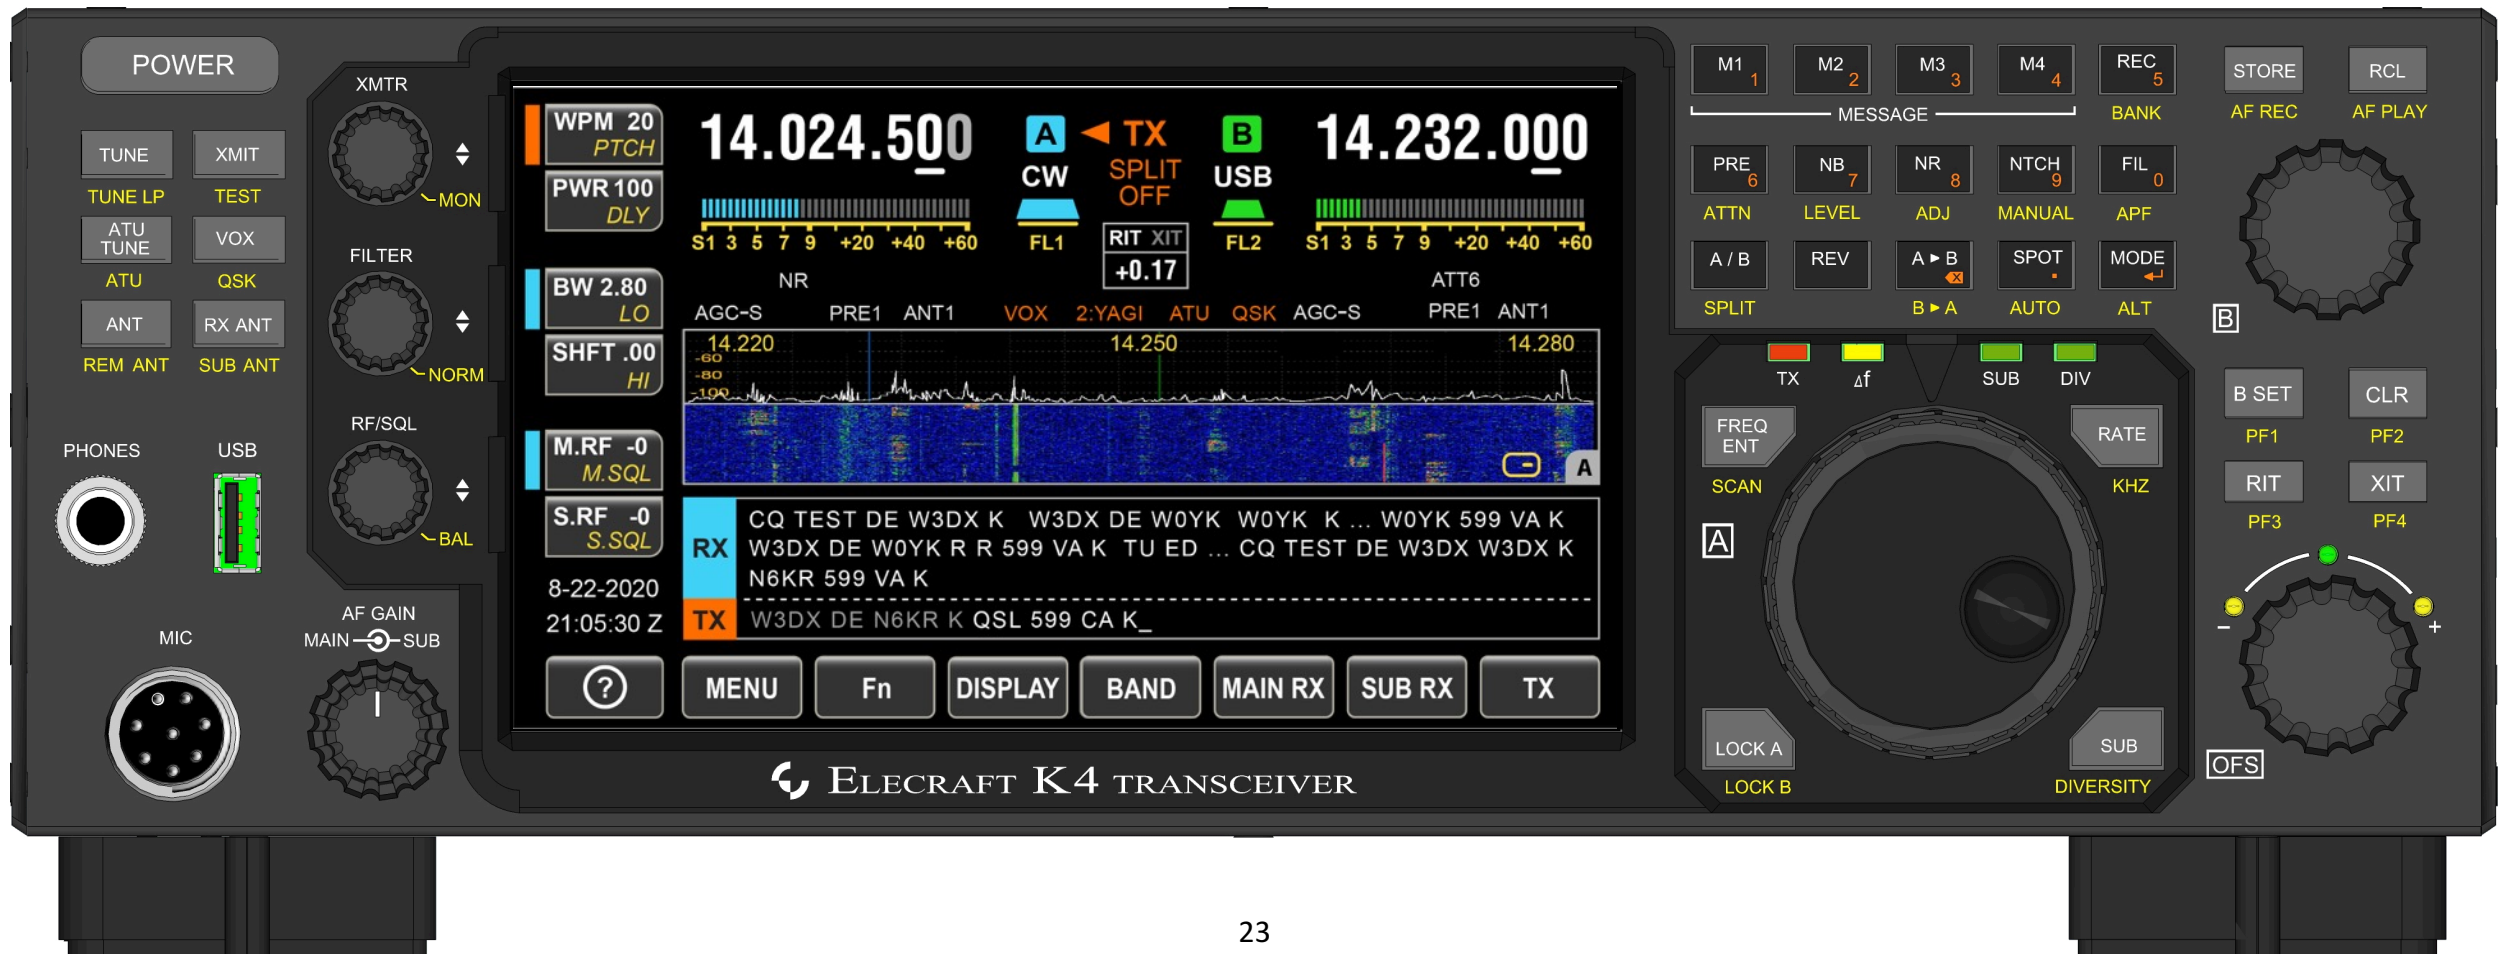 POWER
TUNE XMIT
TUNE LP TEST
ATU TUNE VOX
ATU QSK
ANT RX ANT
REM ANT SUB ANT
PHONES USB
MIC
XMTR
MON
FILTER
NORM
RF/SQL
BAL
AF GAIN
MAIN SUB
WPM 20
PTCH
PWR 100
DLY
BW 2.80
LO
SHFT .00
HI
M.RF -0
M.SQL
S.RF -0
S.SQL
8-22-2020
21:05:30 Z
14.024.500 A TX B 14.232.000
CW SPLIT OFF USB
S1 3 5 7 9 +20 +40 +60 FL1 RIT XIT FL2 S1 3 5 7 9 +20 +40 +60
+0.17
NR ATT6
AGC-S PRE1 ANT1 VOX 2:YAGI ATU QSK AGC-S PRE1 ANT1
14.220 14.250 14.280
-60
-80
-100
A
RX
CQ TEST DE W3DX K W3DX DE W0YK W0YK K ... W0YK 599 VA K
W3DX DE W0YK R R 599 VA K TU ED ... CQ TEST DE W3DX W3DX K
N6KR 599 VA K
TX W3DX DE N6KR K QSL 599 CA K_
? MENU Fn DISPLAY BAND MAIN RX SUB RX TX
ELECRAFT K4 TRANSCEIVER
M1 1 M2 2 M3 3 M4 4 REC 5
MESSAGE BANK
PRE 6 NB 7 NR 8 NTCH 9 FIL 0
ATTN LEVEL ADJ MANUAL APF
A / B REV A ▸ B SPOT . MODE
SPLIT B ▸ A AUTO ALT
STORE RCL
AF REC AF PLAY
B
TX Δf SUB DIV
FREQ ENT RATE
SCAN KHZ
A
LOCK A SUB
LOCK B DIVERSITY
B SET CLR
PF1 PF2
RIT XIT
PF3 PF4
- +
OFS
23